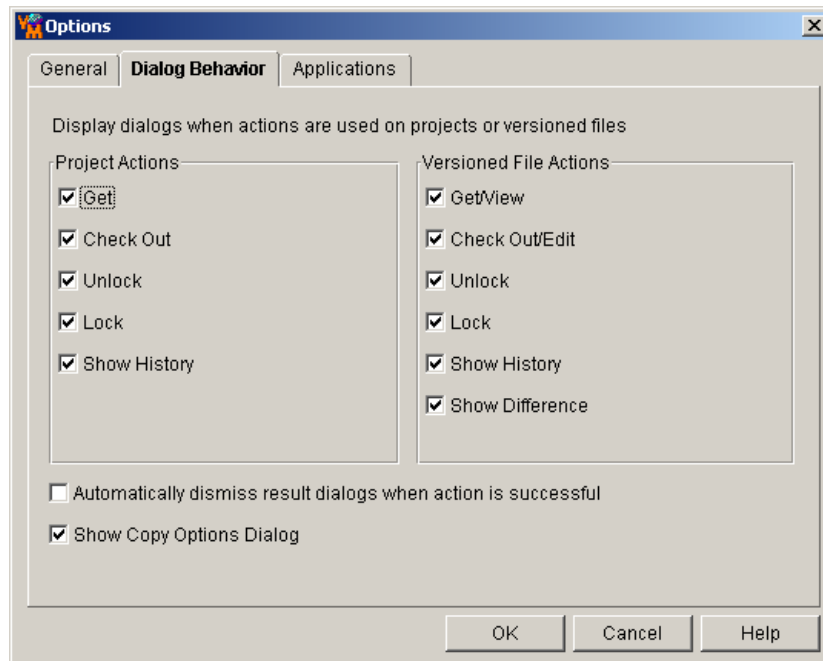 VM Options
General Dialog Behavior Applications
Display dialogs when actions are used on projects or versioned files
Project Actions
Get
Check Out
Unlock
Lock
Show History
Versioned File Actions
Get/View
Check Out/Edit
Unlock
Lock
Show History
Show Difference
Automatically dismiss result dialogs when action is successful
Show Copy Options Dialog
OK Cancel Help